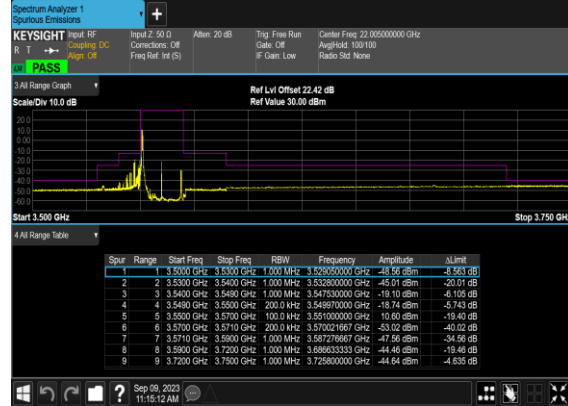 Spectrum Analyzer 1
Spurious Emissions
+
KEYSIGHT Input: RF Input Z: 50 Ω Atten: 20 dB Trig: Free Run Center Freq: 22.005000000 GHz
R T Coupling: DC Corrections: Off Gate: Off Avg|Hold: 100/100
Align: Off Freq Ref: Int (S) IF Gain: Low Radio Std: None
PASS
3 All Range Graph
Ref Lvl Offset 22.42 dB
Scale/Div 10.0 dB Ref Value 30.00 dBm
20.0
10.0
0.00
-10.0
-20.0
-30.0
-40.0
-50.0
-60.0
Start 3.500 GHz Stop 3.750 GHz
4 All Range Table
Spur Range Start Freq Stop Freq RBW Frequency Amplitude ΔLimit
1 1 3.5000 GHz 3.5300 GHz 1.000 MHz 3.529050000 GHz -48.56 dBm -8.563 dB
2 2 3.5300 GHz 3.5400 GHz 1.000 MHz 3.532800000 GHz -45.01 dBm -20.01 dB
3 3 3.5400 GHz 3.5490 GHz 1.000 MHz 3.547530000 GHz -19.10 dBm -6.105 dB
4 4 3.5490 GHz 3.5500 GHz 200.0 kHz 3.549970000 GHz -18.74 dBm -5.743 dB
5 5 3.5500 GHz 3.5700 GHz 100.0 kHz 3.551000000 GHz 10.60 dBm -19.40 dB
6 6 3.5700 GHz 3.5710 GHz 200.0 kHz 3.570021667 GHz -53.02 dBm -40.02 dB
7 7 3.5710 GHz 3.5900 GHz 1.000 MHz 3.587276667 GHz -47.56 dBm -34.56 dB
8 8 3.5900 GHz 3.7200 GHz 1.000 MHz 3.686633333 GHz -44.46 dBm -19.46 dB
9 9 3.7200 GHz 3.7500 GHz 1.000 MHz 3.725800000 GHz -44.64 dBm -4.635 dB
? Sep 09, 2023
11:15:12 AM